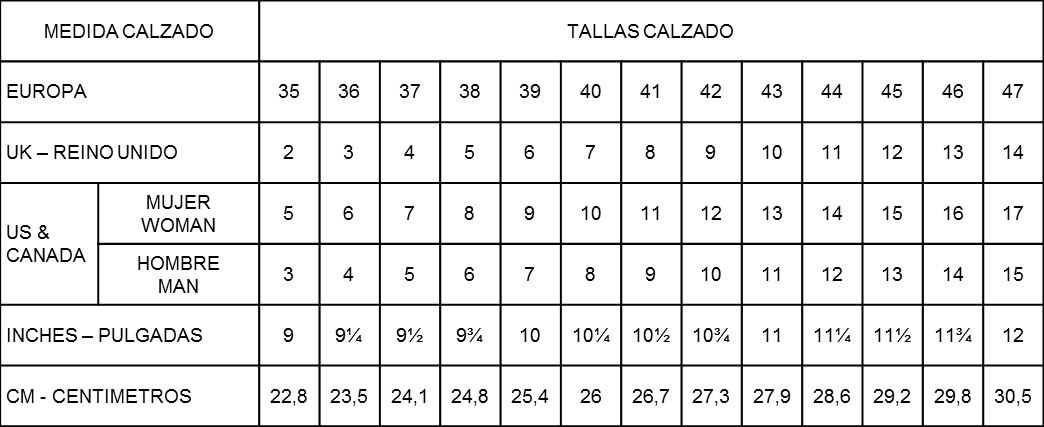 MEDIDA CALZADO TALLAS CALZADO
EUROPA 35 36 37 38 39 40 41 42 43 44 45 46 47
UK – REINO UNIDO 2 3 4 5 6 7 8 9 10 11 12 13 14
US &
CANADA
MUJER
WOMAN 5 6 7 8 9 10 11 12 13 14 15 16 17
HOMBRE
MAN 3 4 5 6 7 8 9 10 11 12 13 14 15
INCHES – PULGADAS 9 9¼ 9½ 9¾ 10 10¼ 10½ 10¾ 11 11¼ 11½ 11¾ 12
CM - CENTIMETROS 22,8 23,5 24,1 24,8 25,4 26 26,7 27,3 27,9 28,6 29,2 29,8 30,5